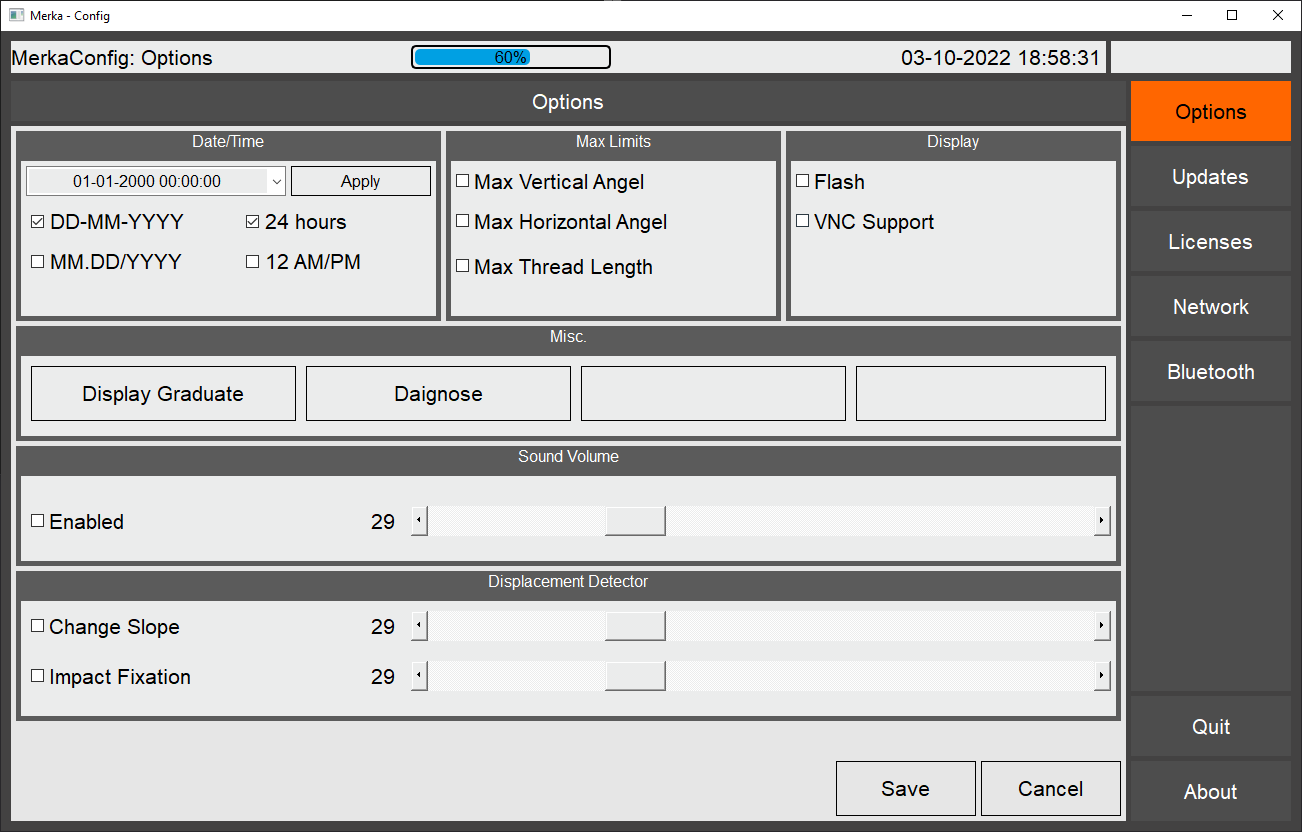 Merka - Config
MerkaConfig: Options
60%
03-10-2022 18:58:31
Options
Date/Time
01-01-2000 00:00:00
Apply
DD-MM-YYYY
24 hours
MM.DD/YYYY
12 AM/PM
Max Limits
Max Vertical Angel
Max Horizontal Angel
Max Thread Length
Display
Flash
VNC Support
Misc.
Display Graduate
Daignose
Sound Volume
Enabled
29
Displacement Detector
Change Slope
29
Impact Fixation
29
Save
Cancel
Options
Updates
Licenses
Network
Bluetooth
Quit
About